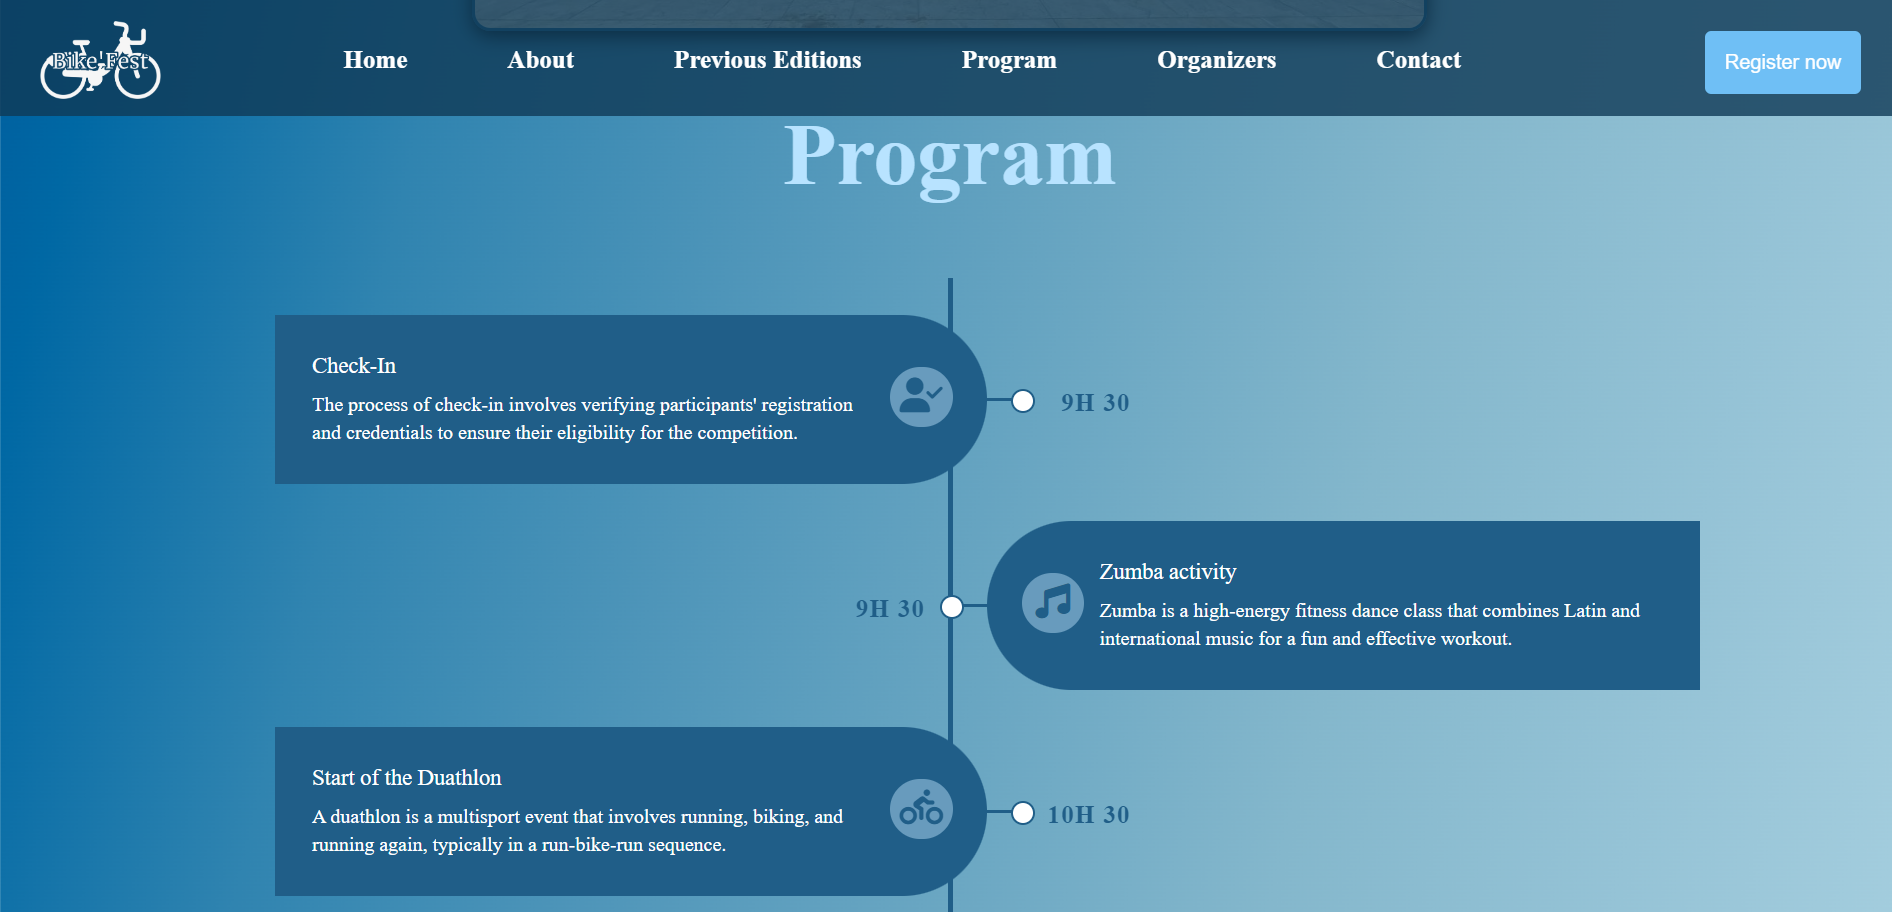 Bike'Fest
Home
About
Previous Editions
Program
Organizers
Contact
Register now
Program
Check-In
The process of check-in involves verifying participants' registration
and credentials to ensure their eligibility for the competition.
9H 30
Zumba activity
Zumba is a high-energy fitness dance class that combines Latin and
international music for a fun and effective workout.
9H 30
Start of the Duathlon
A duathlon is a multisport event that involves running, biking, and
running again, typically in a run-bike-run sequence.
10H 30